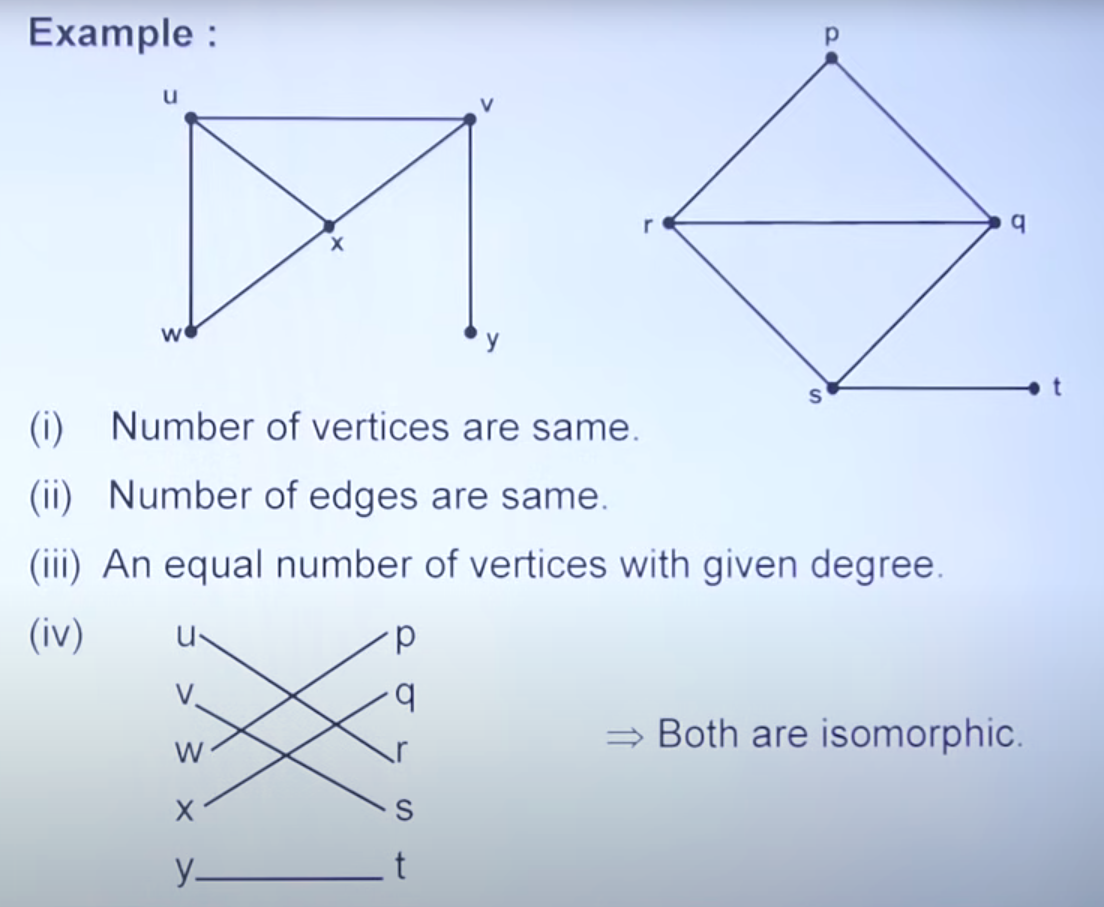 Example :
p
u
v
r
q
x
w
y
s
t
(i) Number of vertices are same.
(ii) Number of edges are same.
(iii) An equal number of vertices with given degree.
(iv) u p
v q
w r
⇒ Both are isomorphic.
x s
y t